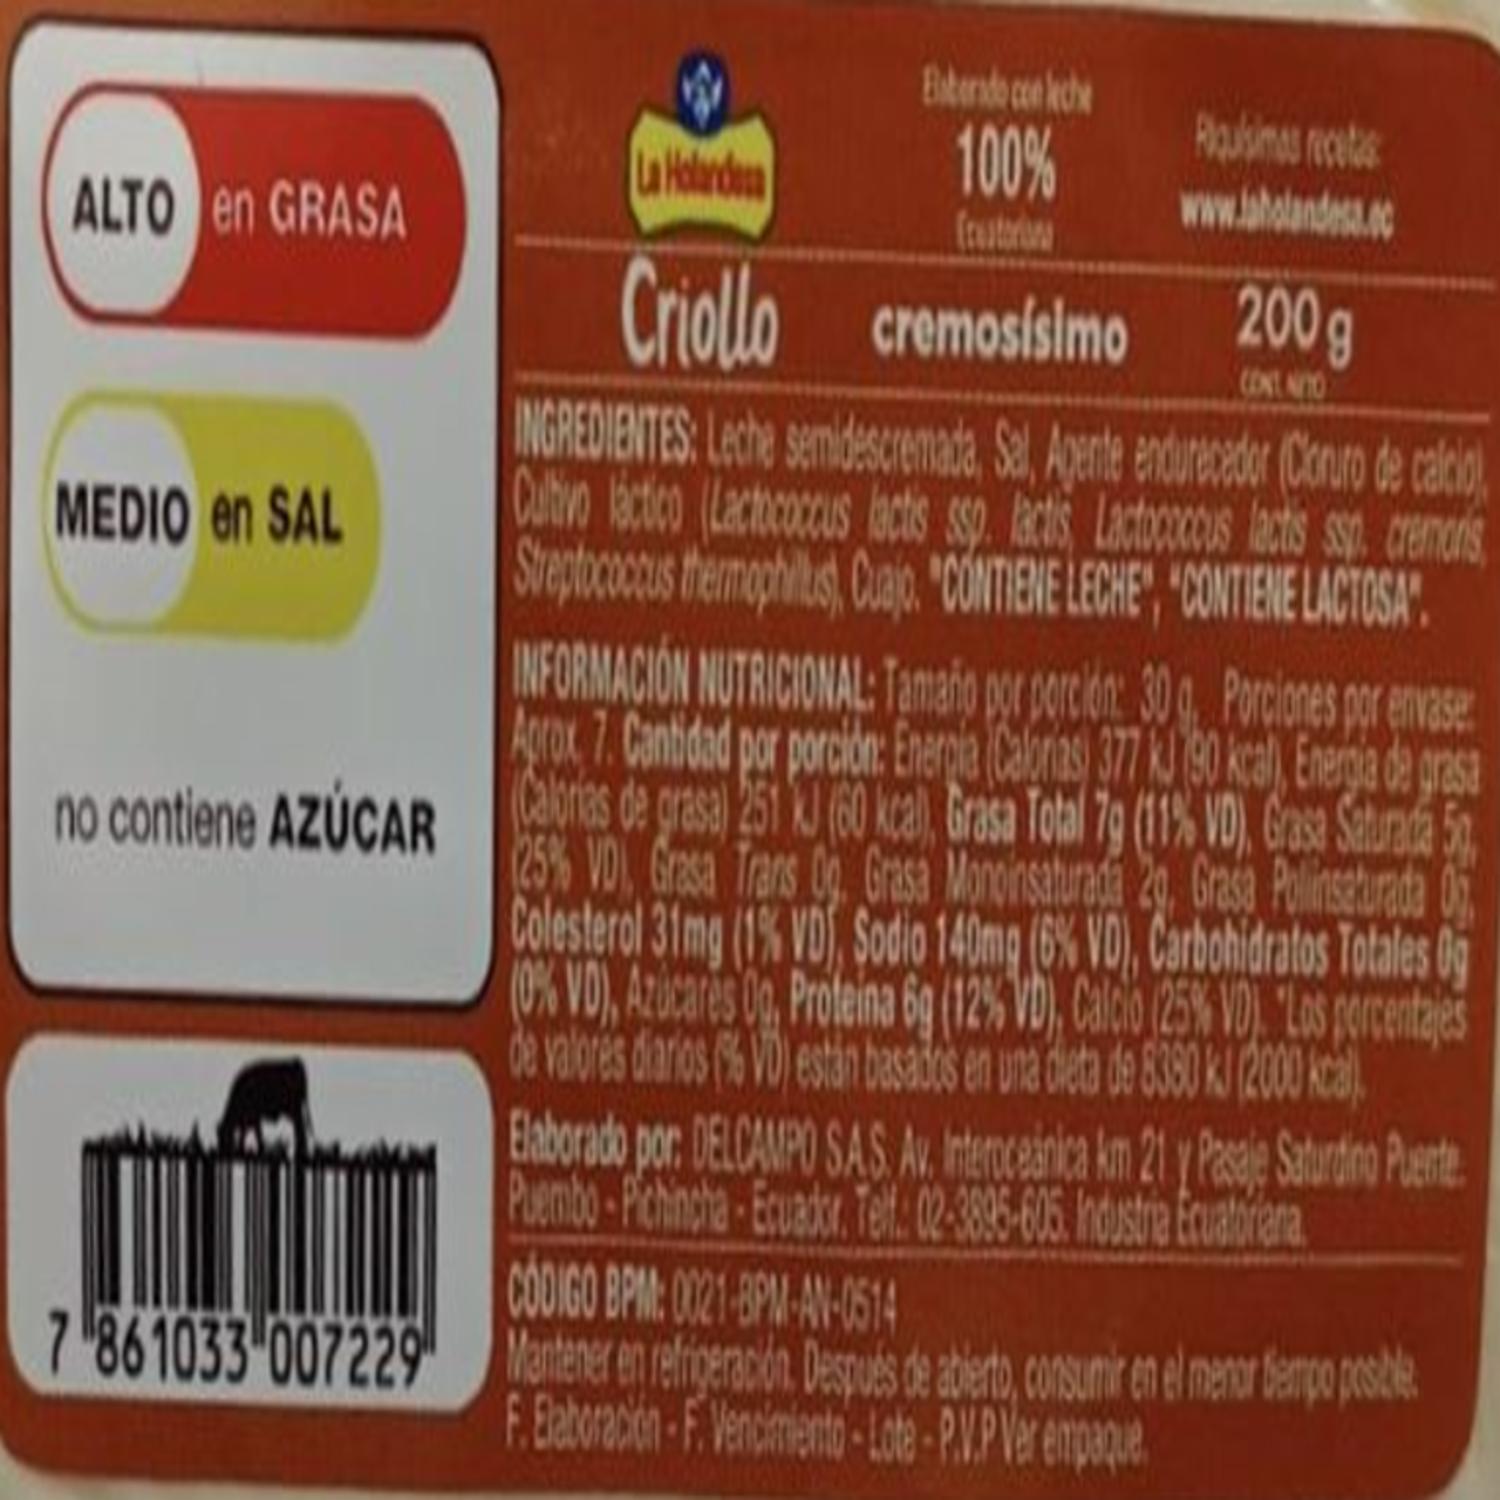 ALTO en GRASA
MEDIO en SAL
no contiene AZÚCAR
7 861033 007229
La Holandesa
Elaborado con leche
100%
Ecuatoriana
Riquísimas recetas:
www.laholandesa.ec
Criollo cremosísimo 200 g
CONT. NETO
INGREDIENTES: Leche semidescremada, Sal, Agente endurecedor (Cloruro de calcio),
Cultivo láctico (Lactococcus lactis ssp. lactis, Lactococcus lactis ssp. cremoris,
Streptococcus thermophillus), Cuajo. "CONTIENE LECHE", "CONTIENE LACTOSA".
INFORMACIÓN NUTRICIONAL: Tamaño por porción: 30 g, Porciones por envase:
Aprox. 7. Cantidad por porción: Energía (Calorías) 377 kJ (90 kcal), Energía de grasa
(Calorías de grasa) 251 kJ (60 kcal), Grasa Total 7g (11% VD), Grasa Saturada 5g,
(25% VD), Grasa Trans 0g, Grasa Monoinsaturada 2g, Grasa Poliinsaturada 0g,
Colesterol 31mg (1% VD), Sodio 140mg (6% VD), Carbohidratos Totales 0g
(0% VD), Azúcares 0g, Proteína 6g (12% VD), Calcio (25% VD). *Los porcentajes
de valores diarios (% VD) están basados en una dieta de 8380 kJ (2000 kcal).
Elaborado por: DELCAMPO S.A.S. Av. Interoceánica km 21 y Pasaje Saturnino Puente.
Puembo - Pichincha - Ecuador. Telf.: 02-3895-605. Industria Ecuatoriana.
CÓDIGO BPM: 0021-BPM-AN-0514
Mantener en refrigeración. Después de abierto, consumir en el menor tiempo posible.
F. Elaboración - F. Vencimiento - Lote - P.V.P Ver empaque.